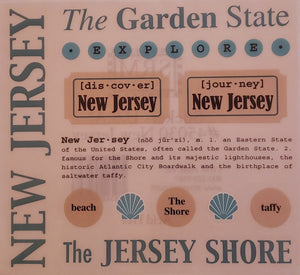 NEW JERSEY
The Garden State
EXPLORE
[dis·cov·er]
New Jersey
[jour·ney]
New Jersey
New Jer·sey (nōō jûr'zē), n. 1. an Eastern State
of the United States, often called the Garden State. 2.
famous for the Shore and its majestic lighthouses, the
historic Atlantic City Boardwalk and the birthplace of
saltwater taffy.
beach
The
Shore
taffy
The JERSEY SHORE